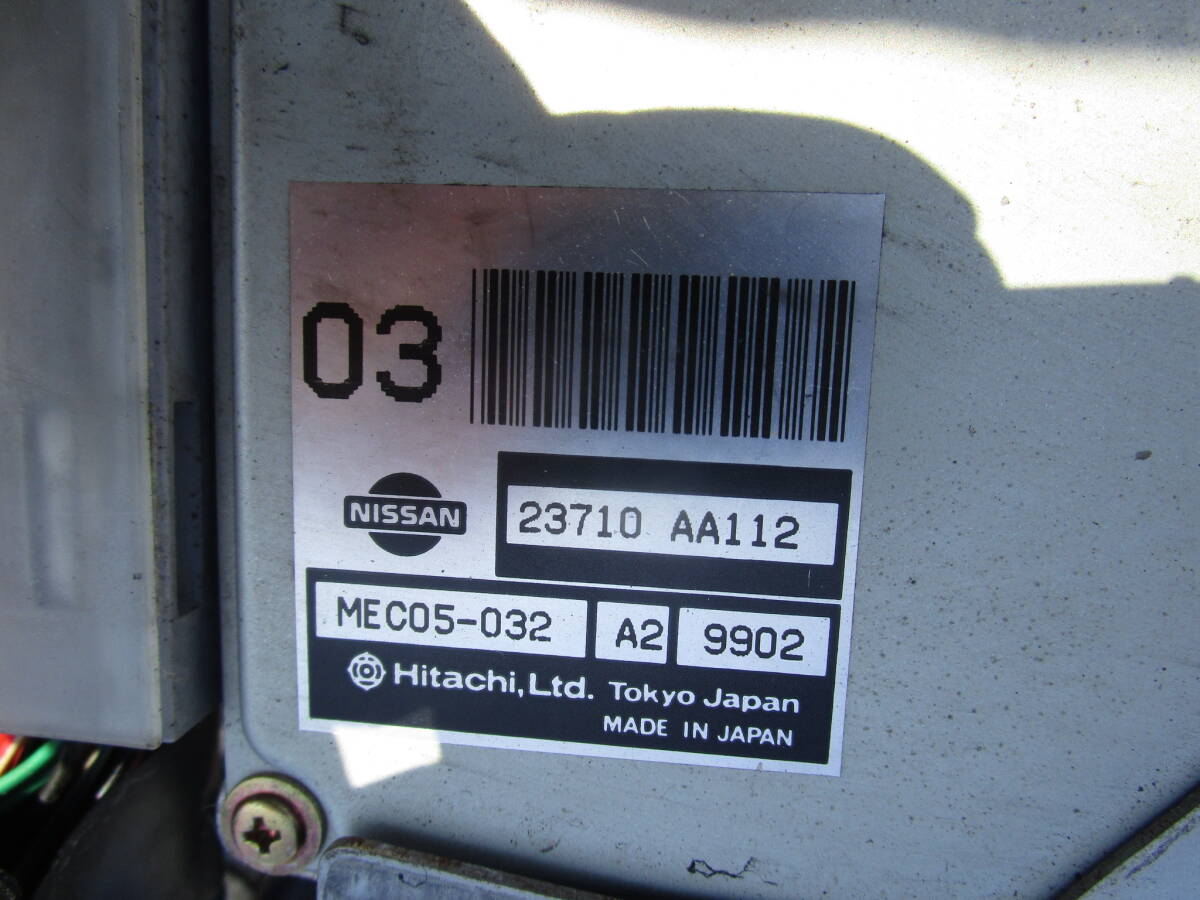 03
NISSAN
23710 AA112
MEC05-032 A2 9902
Hitachi, Ltd. Tokyo Japan
MADE IN JAPAN